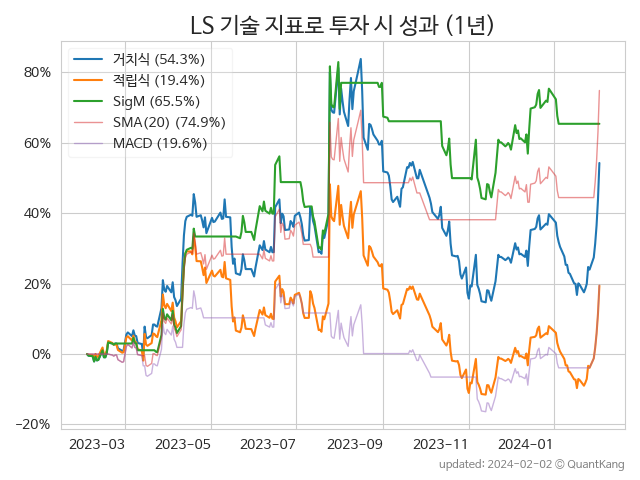 LS 기술 지표로 투자 시 성과 (1년)
거치식 (54.3%)
적립식 (19.4%)
SigM (65.5%)
SMA(20) (74.9%)
MACD (19.6%)
80%
60%
40%
20%
0%
−20%
2023-03 2023-05 2023-07 2023-09 2023-11 2024-01
updated: 2024-02-02 © QuantKang